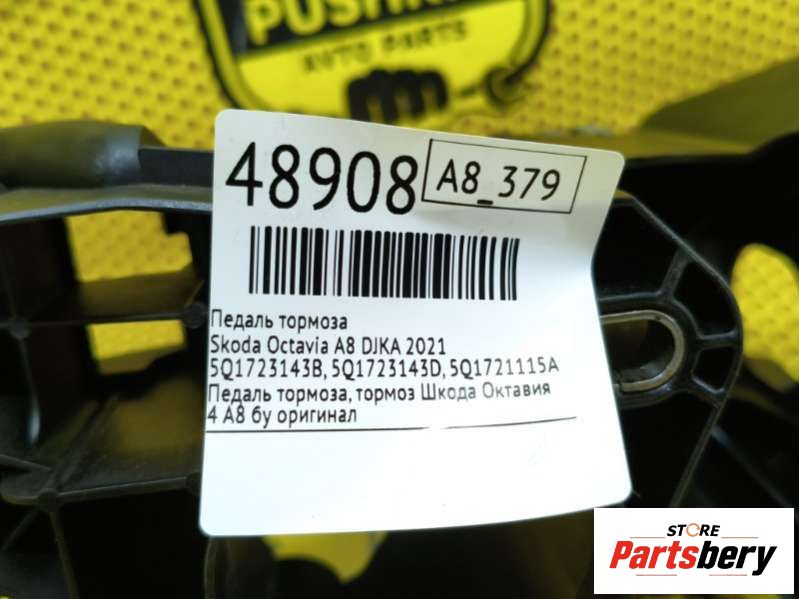 AUTO PARTS
48908
A8_379
Педаль тормоза
Skoda Octavia A8 DJKA 2021
5Q1723143B, 5Q1723143D, 5Q1721115A
Педаль тормоза, тормоз Шкода Октавия
4 A8 бу оригинал
STORE
Partsbery